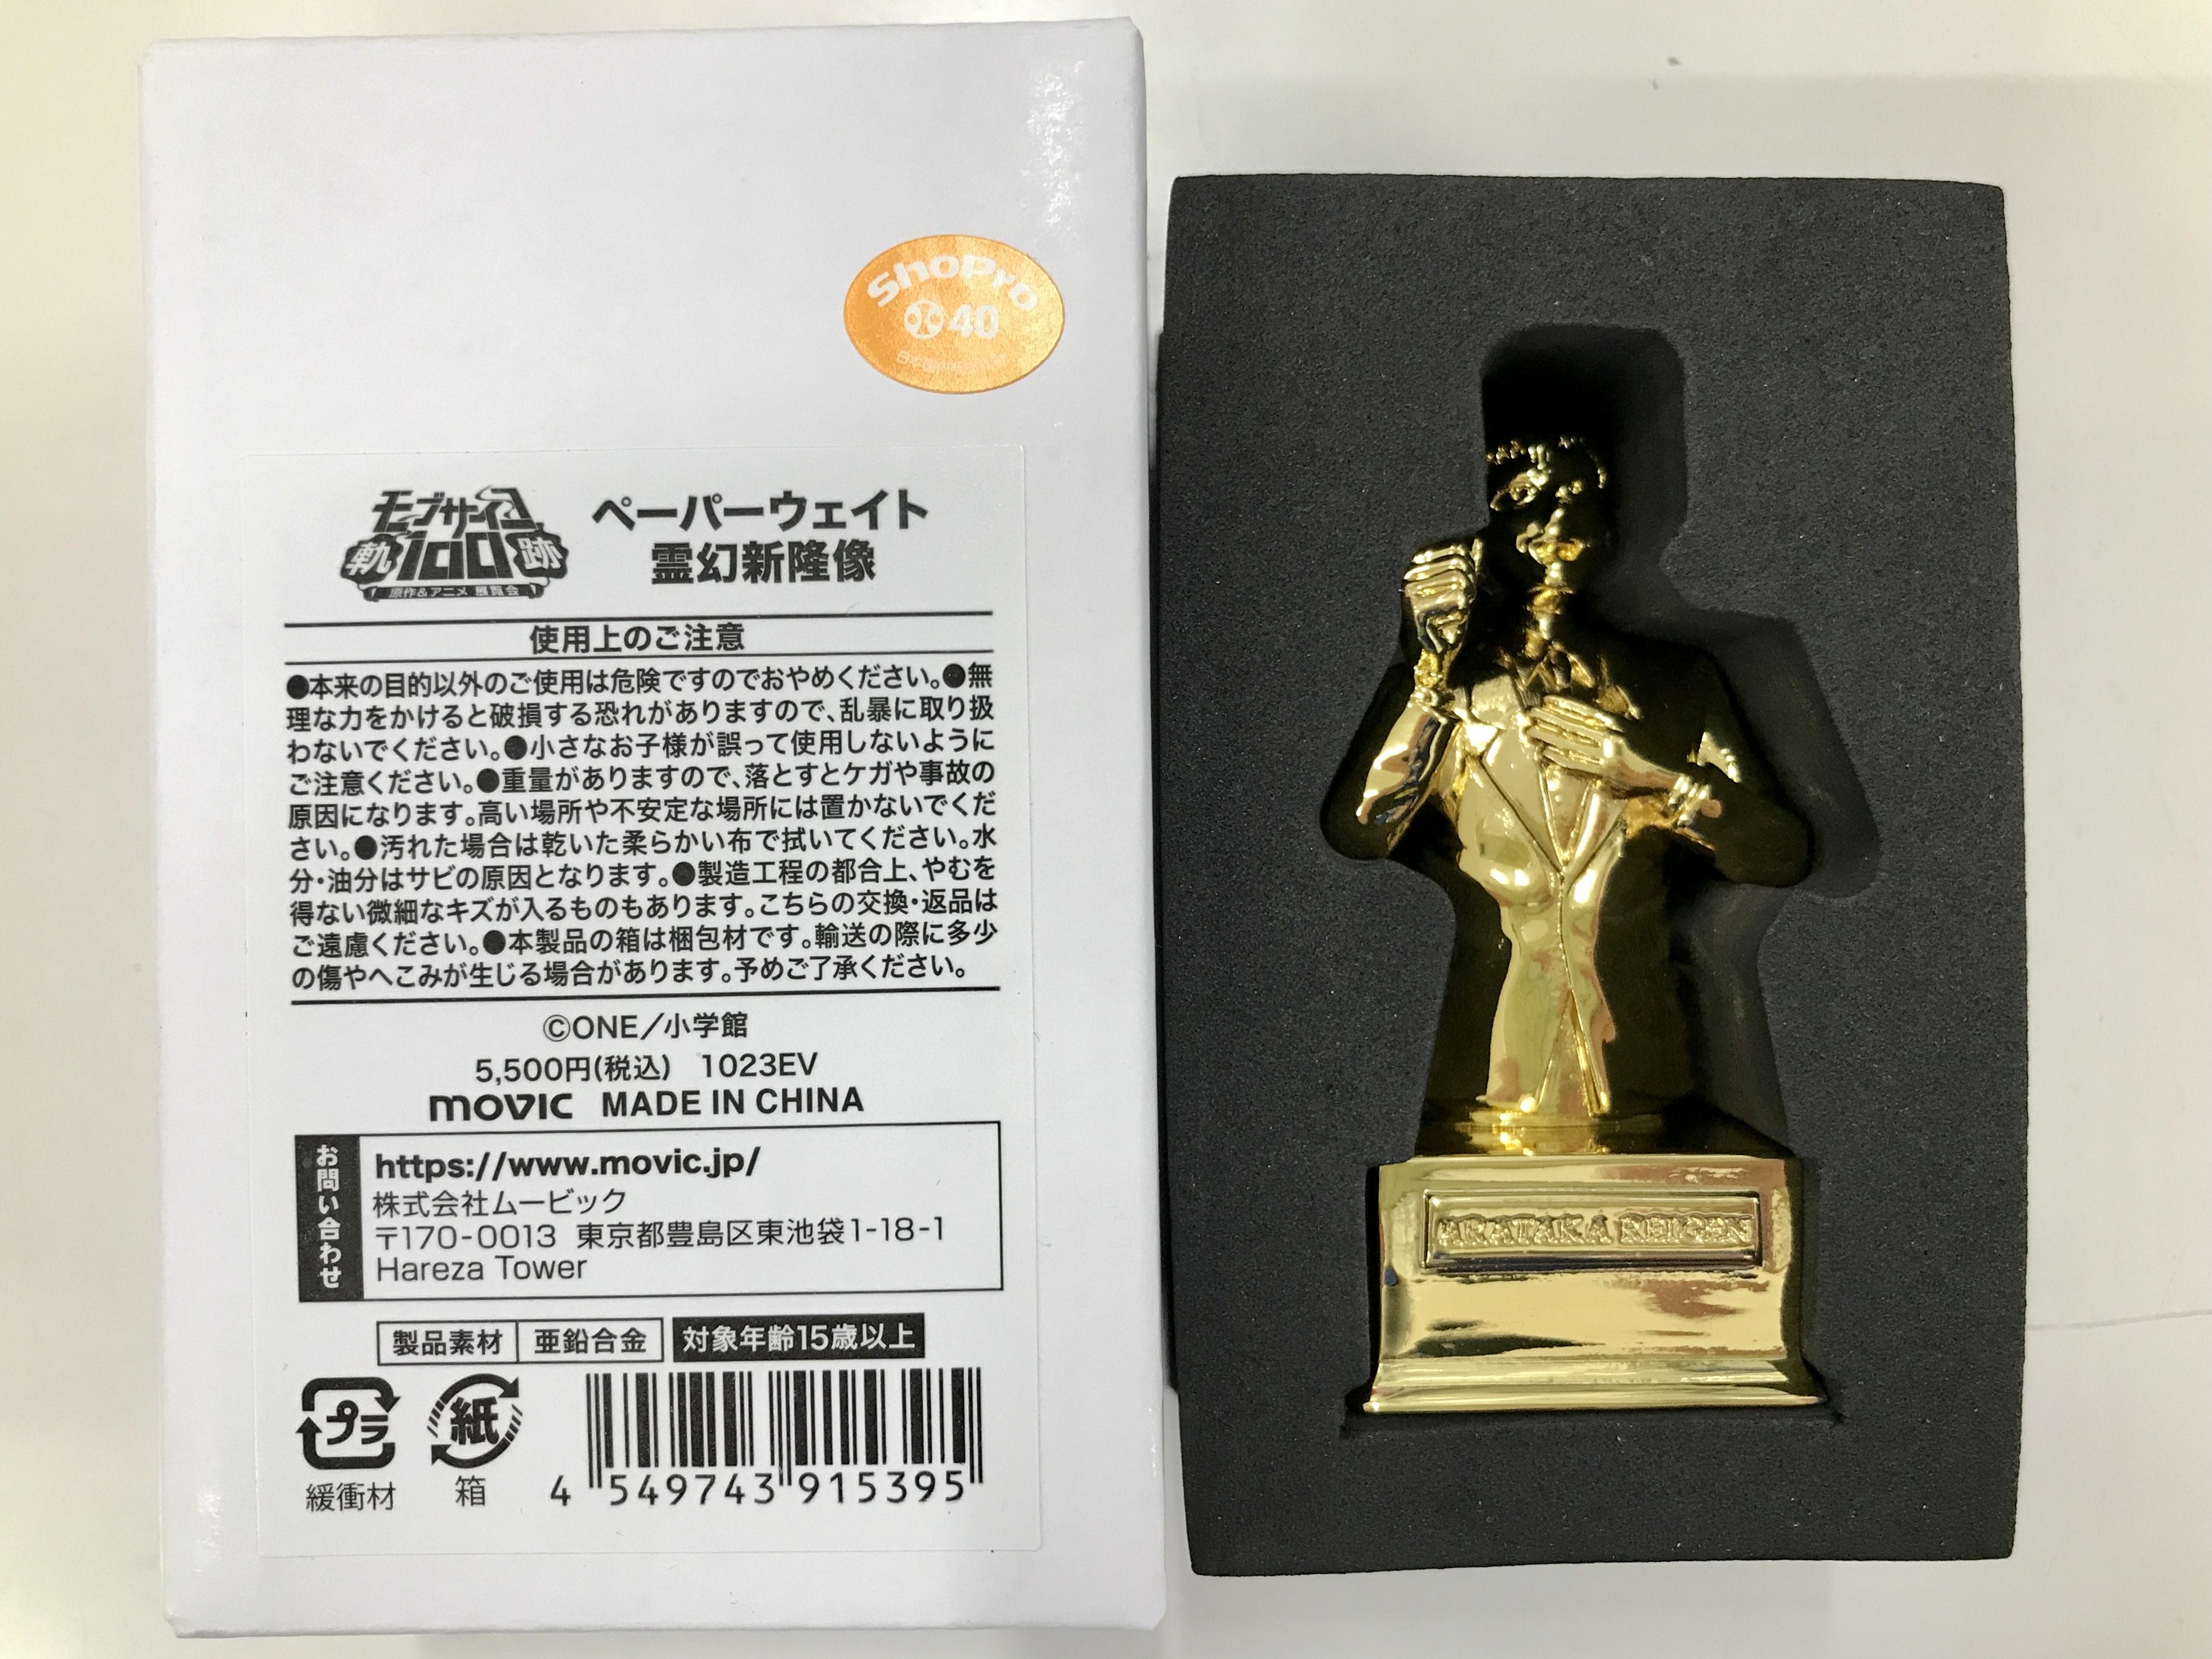 ShoPro
40
モブサイコ
軌100跡
原作&アニメ 展覧会
ペーパーウェイト
霊幻新隆像
使用上のご注意
●本来の目的以外のご使用は危険ですのでおやめください。●無
理な力をかけると破損する恐れがありますので、乱暴に取り扱
わないでください。●小さなお子様が誤って使用しないように
ご注意ください。●重量がありますので、落とすとケガや事故の
原因になります。高い場所や不安定な場所には置かないでくだ
さい。●汚れた場合は乾いた柔らかい布で拭いてください。水
分・油分はサビの原因となります。●製造工程の都合上、やむを
得ない微細なキズが入るものもあります。こちらの交換・返品は
ご遠慮ください。●本製品の箱は梱包材です。輸送の際に多少
の傷やへこみが生じる場合があります。予めご了承ください。
©ONE/小学館
5,500円(税込) 1023EV
movic MADE IN CHINA
お問い合わせ
https://www.movic.jp/
株式会社ムービック
〒170-0013 東京都豊島区東池袋1-18-1
Hareza Tower
製品素材 亜鉛合金 対象年齢15歳以上
プラ
緩衝材
紙
箱
4 549743 915395
ARATAKA REIGEN